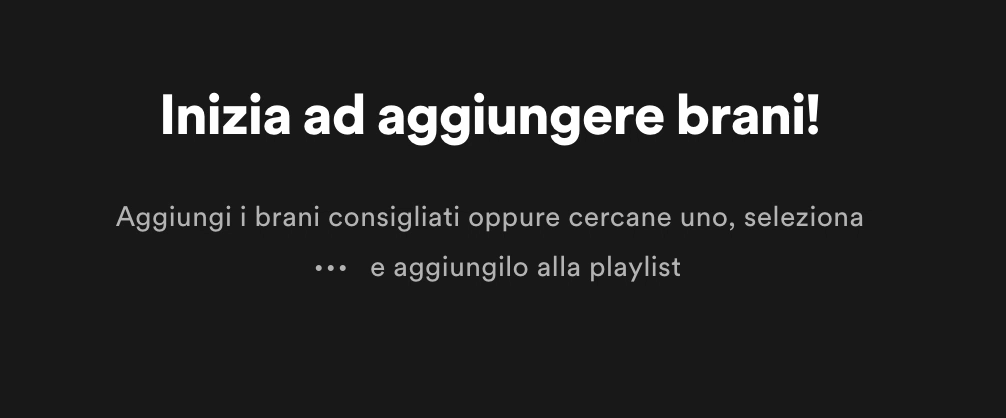 Inizia ad aggiungere brani!
Aggiungi i brani consigliati oppure cercane uno, seleziona
••• e aggiungilo alla playlist